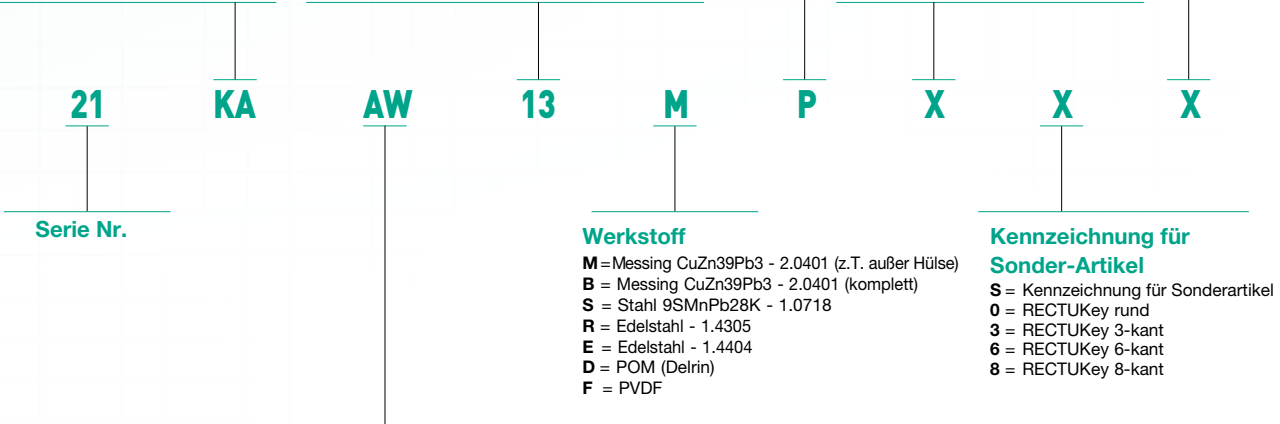 21 KA AW 13 M P X X X
Serie Nr.
Werkstoff
M =Messing CuZn39Pb3 - 2.0401 (z.T. außer Hülse)
B = Messing CuZn39Pb3 - 2.0401 (komplett)
S = Stahl 9SMnPb28K - 1.0718
R = Edelstahl - 1.4305
E = Edelstahl - 1.4404
D = POM (Delrin)
F = PVDF
Kennzeichnung für
Sonder-Artikel
S = Kennzeichnung für Sonderartikel
0 = RECTUKey rund
3 = RECTUKey 3-kant
6 = RECTUKey 6-kant
8 = RECTUKey 8-kant